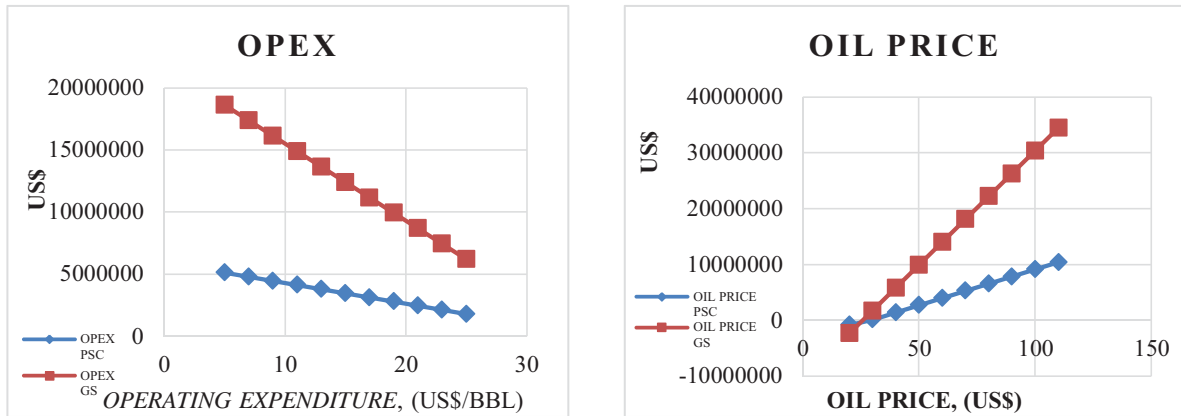 OPEX
US$
20000000
15000000
10000000
5000000
0
0
10
20
30
OPEX
PSC
OPEX
GS
OPERATING EXPENDITURE, (US$/BBL)
OIL PRICE
US$
40000000
30000000
20000000
10000000
0
-10000000
0
50
100
150
OIL PRICE
PSC
OIL PRICE
GS
OIL PRICE, (US$)